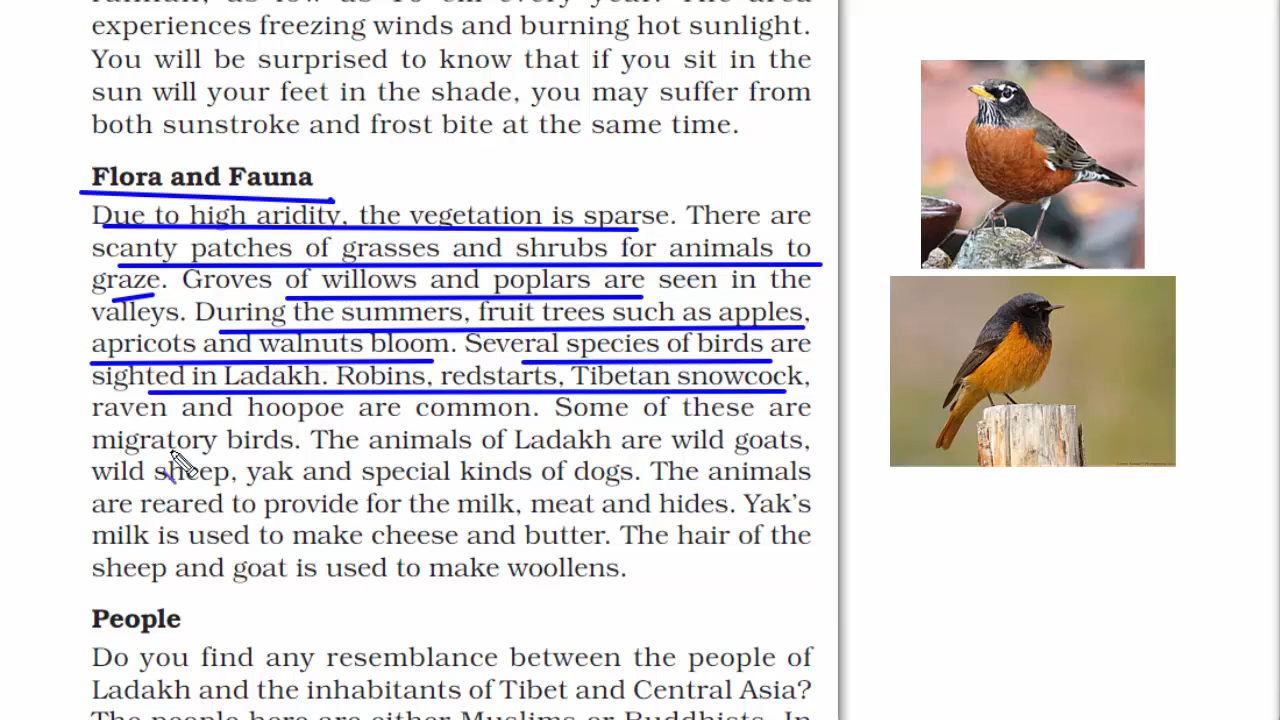 experiences freezing winds and burning hot sunlight.
You will be surprised to know that if you sit in the
sun will your feet in the shade, you may suffer from
both sunstroke and frost bite at the same time.
Flora and Fauna
Due to high aridity, the vegetation is sparse. There are
scanty patches of grasses and shrubs for animals to
graze. Groves of willows and poplars are seen in the
valleys. During the summers, fruit trees such as apples,
apricots and walnuts bloom. Several species of birds are
sighted in Ladakh. Robins, redstarts, Tibetan snowcock,
raven and hoopoe are common. Some of these are
migratory birds. The animals of Ladakh are wild goats,
wild sheep, yak and special kinds of dogs. The animals
are reared to provide for the milk, meat and hides. Yak's
milk is used to make cheese and butter. The hair of the
sheep and goat is used to make woollens.
People
Do you find any resemblance between the people of
Ladakh and the inhabitants of Tibet and Central Asia?
The people here are either Muslims or Buddhists. In